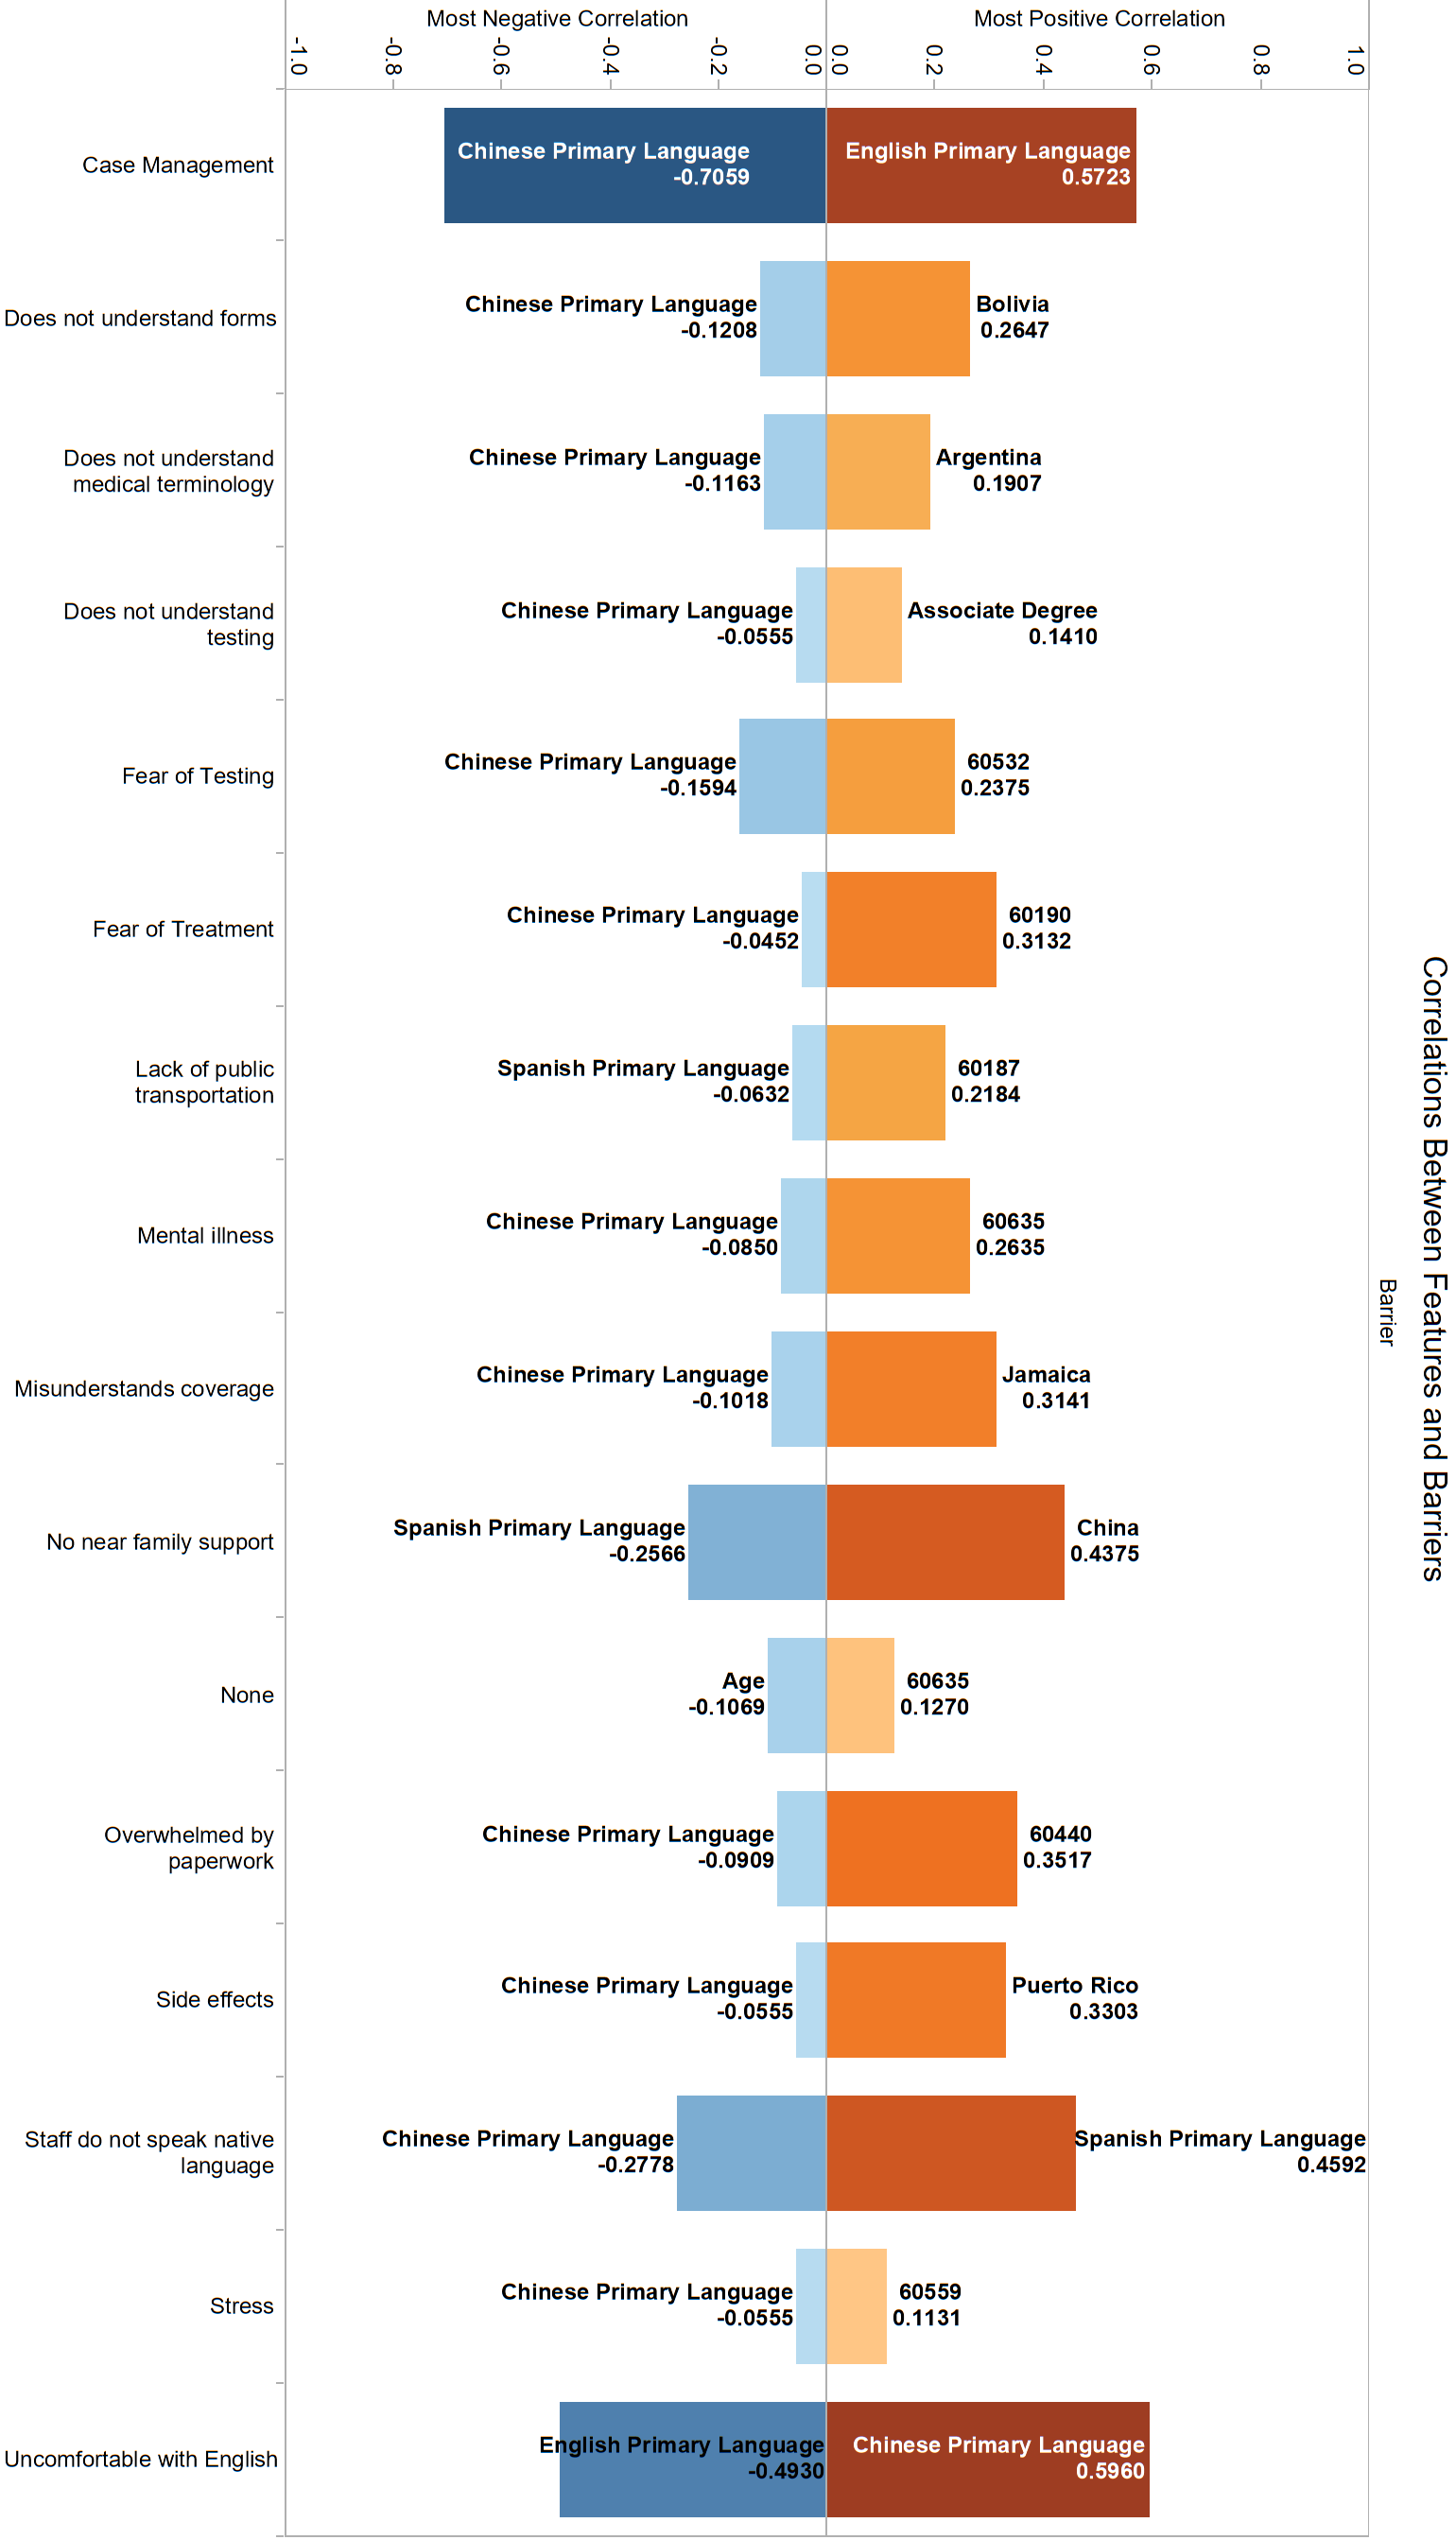 Correlations Between Features and Barriers
Barrier
Most Negative Correlation
Most Positive Correlation
-1.0
-0.8
-0.6
-0.4
-0.2
0.0
0.0
0.2
0.4
0.6
0.8
1.0
Case Management
Chinese Primary Language
-0.7059
English Primary Language
0.5723
Does not understand forms
Chinese Primary Language
-0.1208
Bolivia
0.2647
Does not understand
medical terminology
Chinese Primary Language
-0.1163
Argentina
0.1907
Does not understand
testing
Chinese Primary Language
-0.0555
Associate Degree
0.1410
Fear of Testing
Chinese Primary Language
-0.1594
60532
0.2375
Fear of Treatment
Chinese Primary Language
-0.0452
60190
0.3132
Lack of public
transportation
Spanish Primary Language
-0.0632
60187
0.2184
Mental illness
Chinese Primary Language
-0.0850
60635
0.2635
Misunderstands coverage
Chinese Primary Language
-0.1018
Jamaica
0.3141
No near family support
Spanish Primary Language
-0.2566
China
0.4375
None
Age
-0.1069
60635
0.1270
Overwhelmed by
paperwork
Chinese Primary Language
-0.0909
60440
0.3517
Side effects
Chinese Primary Language
-0.0555
Puerto Rico
0.3303
Staff do not speak native
language
Chinese Primary Language
-0.2778
Spanish Primary Language
0.4592
Stress
Chinese Primary Language
-0.0555
60559
0.1131
Uncomfortable with English
English Primary Language
-0.4930
Chinese Primary Language
0.5960